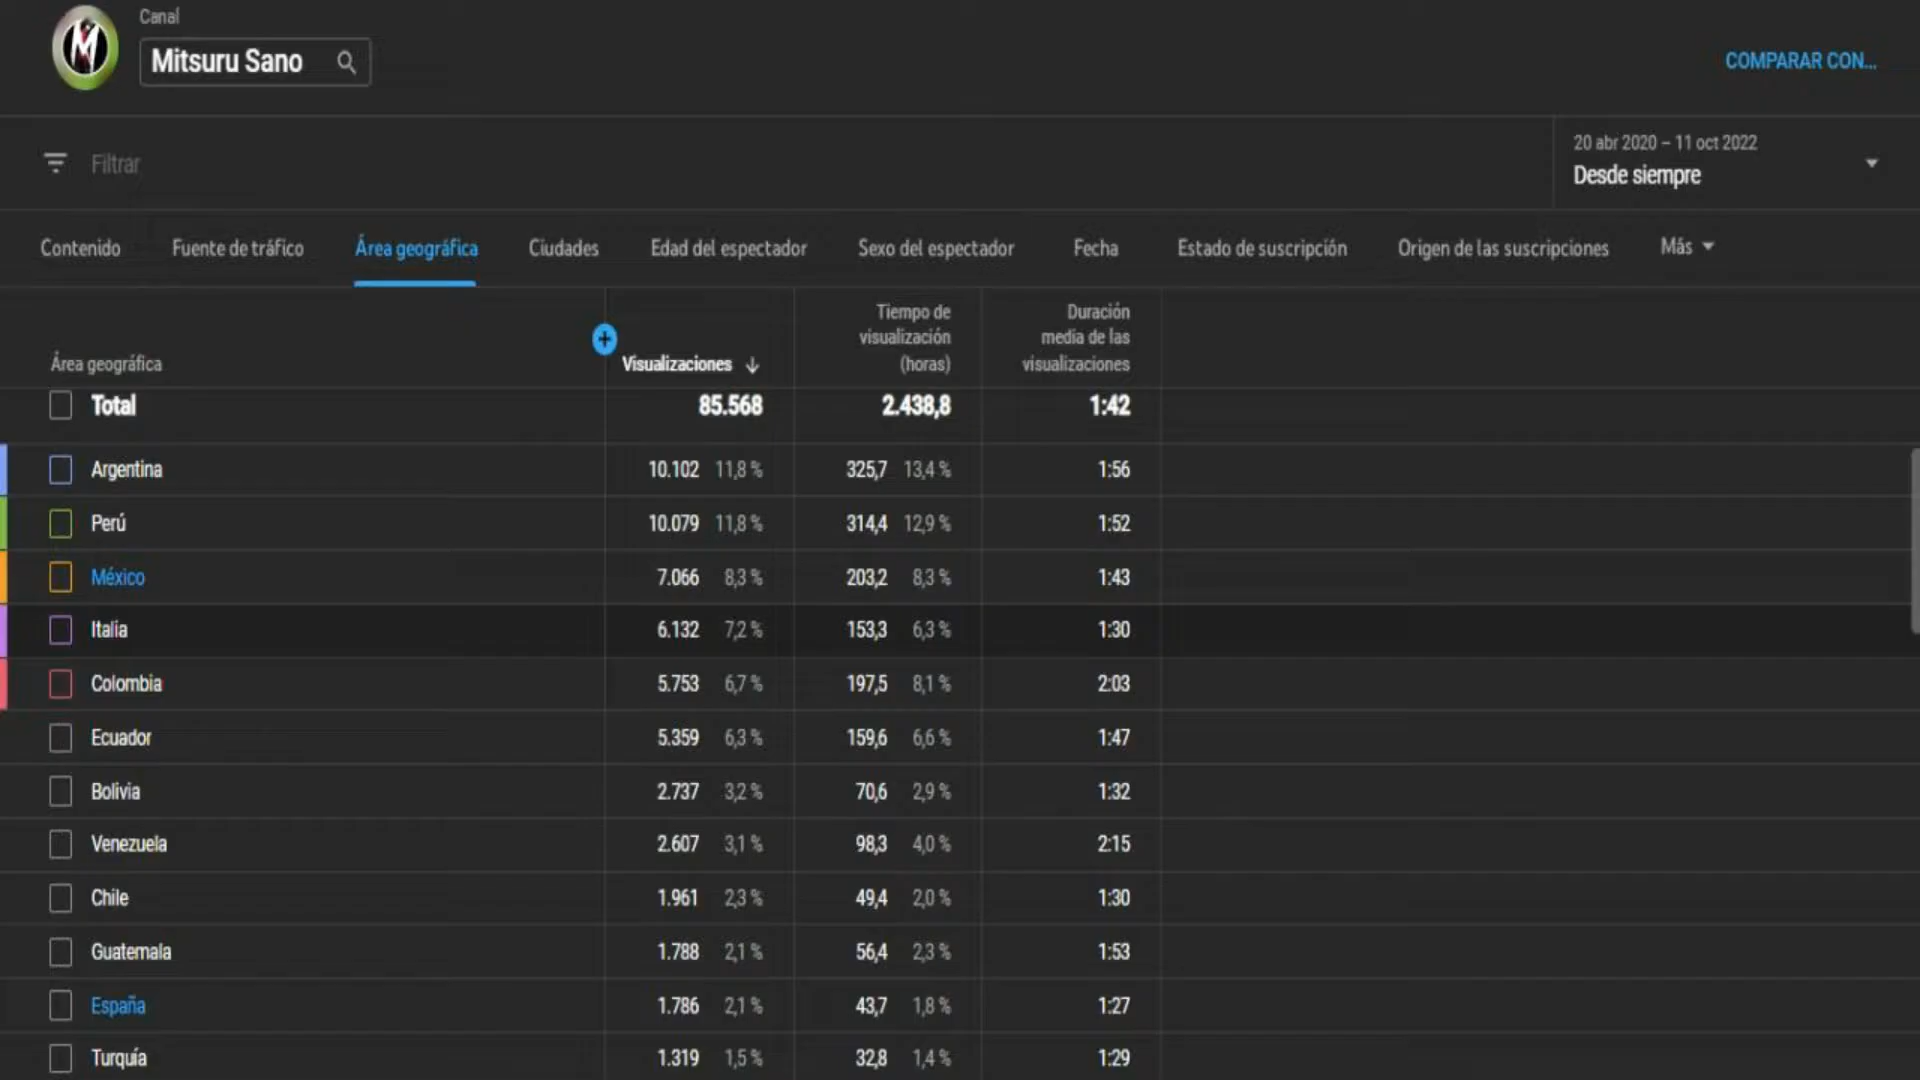 Canal
Mitsuru Sano
COMPARAR CON...
Filtrar
20 abr 2020 – 11 oct 2022
Desde siempre
Contenido Fuente de tráfico Área geográfica Ciudades Edad del espectador Sexo del espectador Fecha Estado de suscripción Origen de las suscripciones Más
Área geográfica
Visualizaciones
Tiempo de
visualización
(horas)
Duración
media de las
visualizaciones
Total 85.568 2.438,8 1:42
Argentina 10.102 11,8 % 325,7 13,4 % 1:56
Perú 10.079 11,8 % 314,4 12,9 % 1:52
México 7.066 8,3 % 203,2 8,3 % 1:43
Italia 6.132 7,2 % 153,3 6,3 % 1:30
Colombia 5.753 6,7 % 197,5 8,1 % 2:03
Ecuador 5.359 6,3 % 159,6 6,6 % 1:47
Bolivia 2.737 3,2 % 70,6 2,9 % 1:32
Venezuela 2.607 3,1 % 98,3 4,0 % 2:15
Chile 1.961 2,3 % 49,4 2,0 % 1:30
Guatemala 1.788 2,1 % 56,4 2,3 % 1:53
España 1.786 2,1 % 43,7 1,8 % 1:27
Turquía 1.319 1,5 % 32,8 1,4 % 1:29